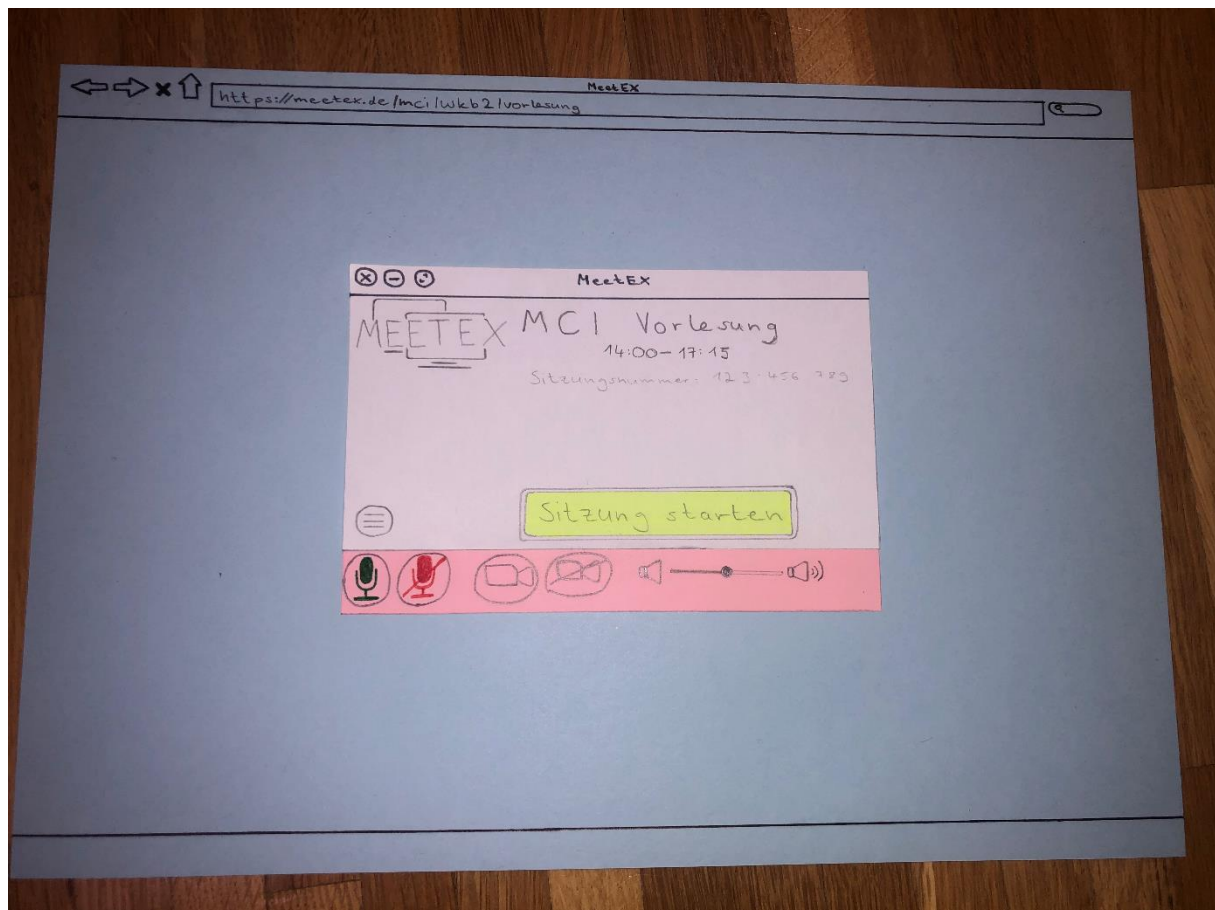 MeetEX
https://meetex.de/mci/wkb2/vorlesung
MeetEX
MEETEX
MCI Vorlesung
14:00-17:15
Sitzungsnummer: 123 456 789
Sitzung starten